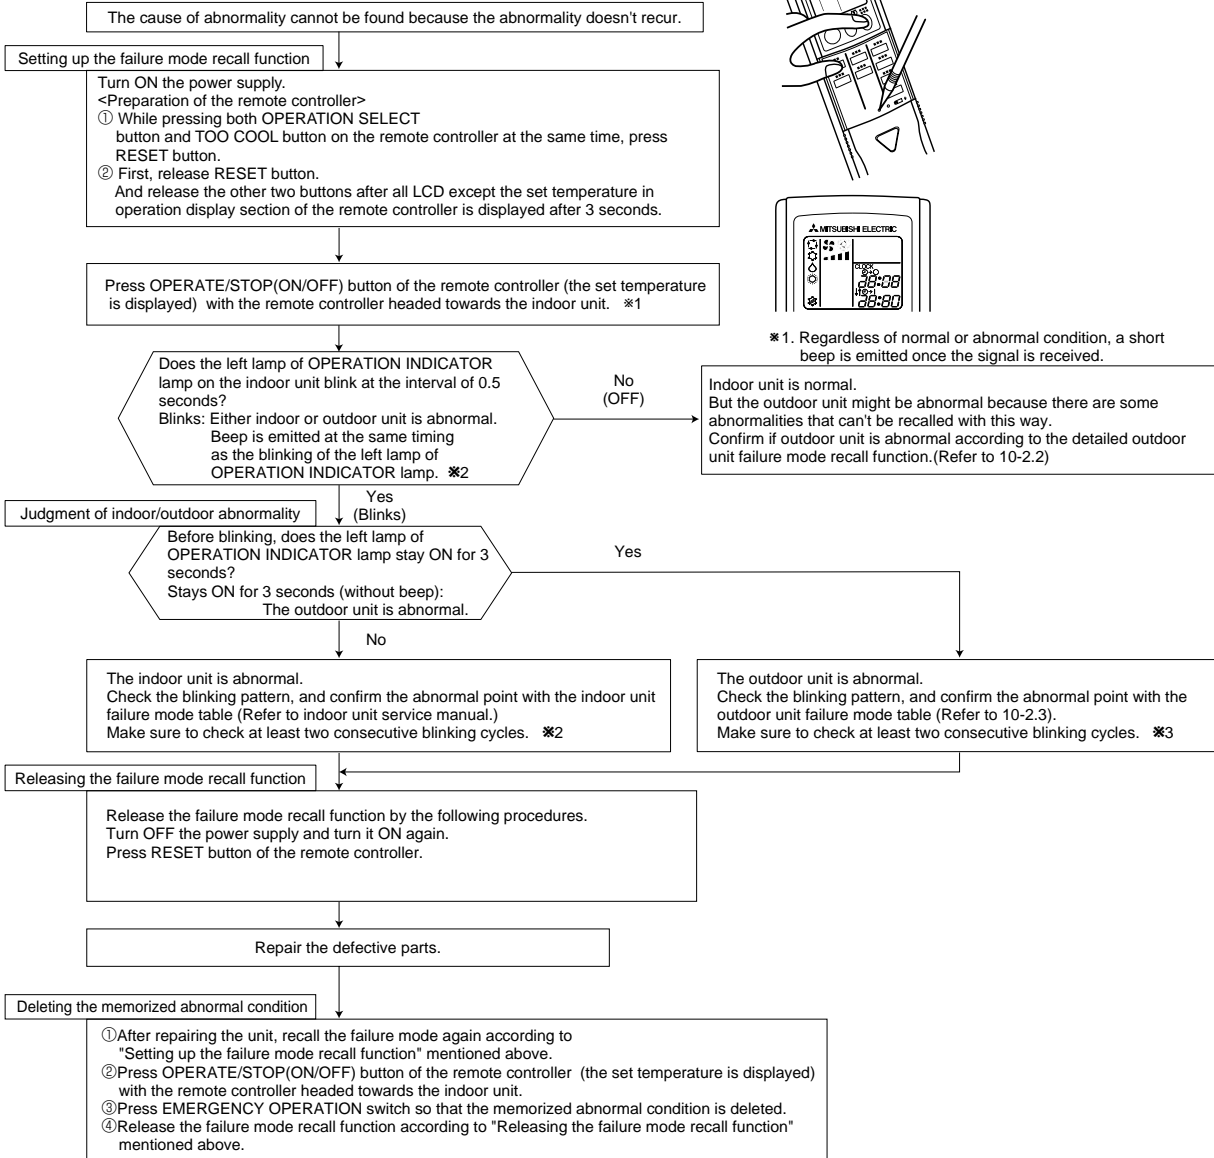 The cause of abnormality cannot be found because the abnormality doesn't recur.
Setting up the failure mode recall function
Turn ON the power supply.
<Preparation of the remote controller>
① While pressing both OPERATION SELECT
button and TOO COOL button on the remote controller at the same time, press
RESET button.
② First, release RESET button.
And release the other two buttons after all LCD except the set temperature in
operation display section of the remote controller is displayed after 3 seconds.
MITSUBISHI ELECTRIC
CLOCK
88:08
88:80
Press OPERATE/STOP(ON/OFF) button of the remote controller (the set temperature
is displayed) with the remote controller headed towards the indoor unit. ※1
※1. Regardless of normal or abnormal condition, a short
beep is emitted once the signal is received.
Does the left lamp of OPERATION INDICATOR
lamp on the indoor unit blink at the interval of 0.5
seconds?
Blinks: Either indoor or outdoor unit is abnormal.
Beep is emitted at the same timing
as the blinking of the left lamp of
OPERATION INDICATOR lamp. ※2
No
(OFF)
Indoor unit is normal.
But the outdoor unit might be abnormal because there are some
abnormalities that can't be recalled with this way.
Confirm if outdoor unit is abnormal according to the detailed outdoor
unit failure mode recall function.(Refer to 10-2.2)
Yes
(Blinks)
Judgment of indoor/outdoor abnormality
Before blinking, does the left lamp of
OPERATION INDICATOR lamp stay ON for 3
seconds?
Stays ON for 3 seconds (without beep):
The outdoor unit is abnormal.
Yes
No
The indoor unit is abnormal.
Check the blinking pattern, and confirm the abnormal point with the indoor unit
failure mode table (Refer to indoor unit service manual.)
Make sure to check at least two consecutive blinking cycles. ※2
The outdoor unit is abnormal.
Check the blinking pattern, and confirm the abnormal point with the
outdoor unit failure mode table (Refer to 10-2.3).
Make sure to check at least two consecutive blinking cycles. ※3
Releasing the failure mode recall function
Release the failure mode recall function by the following procedures.
Turn OFF the power supply and turn it ON again.
Press RESET button of the remote controller.
Repair the defective parts.
Deleting the memorized abnormal condition
①After repairing the unit, recall the failure mode again according to
"Setting up the failure mode recall function" mentioned above.
②Press OPERATE/STOP(ON/OFF) button of the remote controller (the set temperature is displayed)
with the remote controller headed towards the indoor unit.
③Press EMERGENCY OPERATION switch so that the memorized abnormal condition is deleted.
④Release the failure mode recall function according to "Releasing the failure mode recall function"
mentioned above.